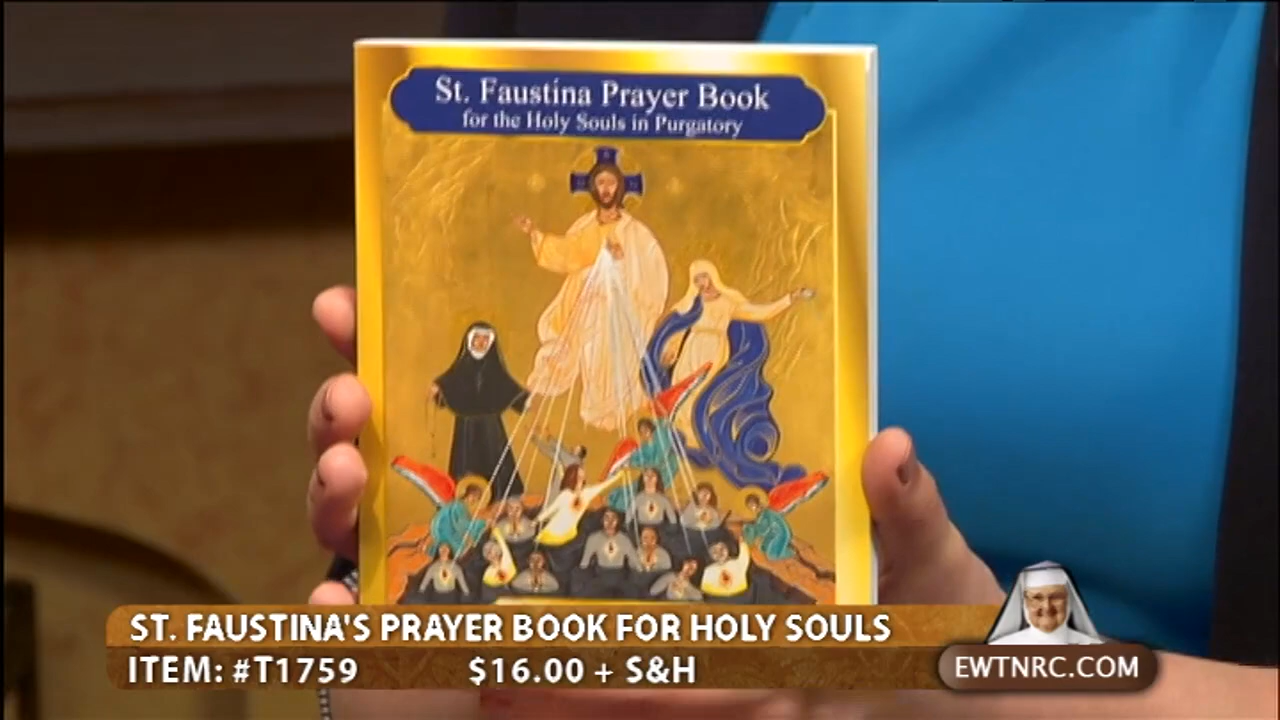 St. Faustina Prayer Book
for the Holy Souls in Purgatory
ST. FAUSTINA'S PRAYER BOOK FOR HOLY SOULS
ITEM: #T1759 $16.00 + S&H
EWTNRC.COM